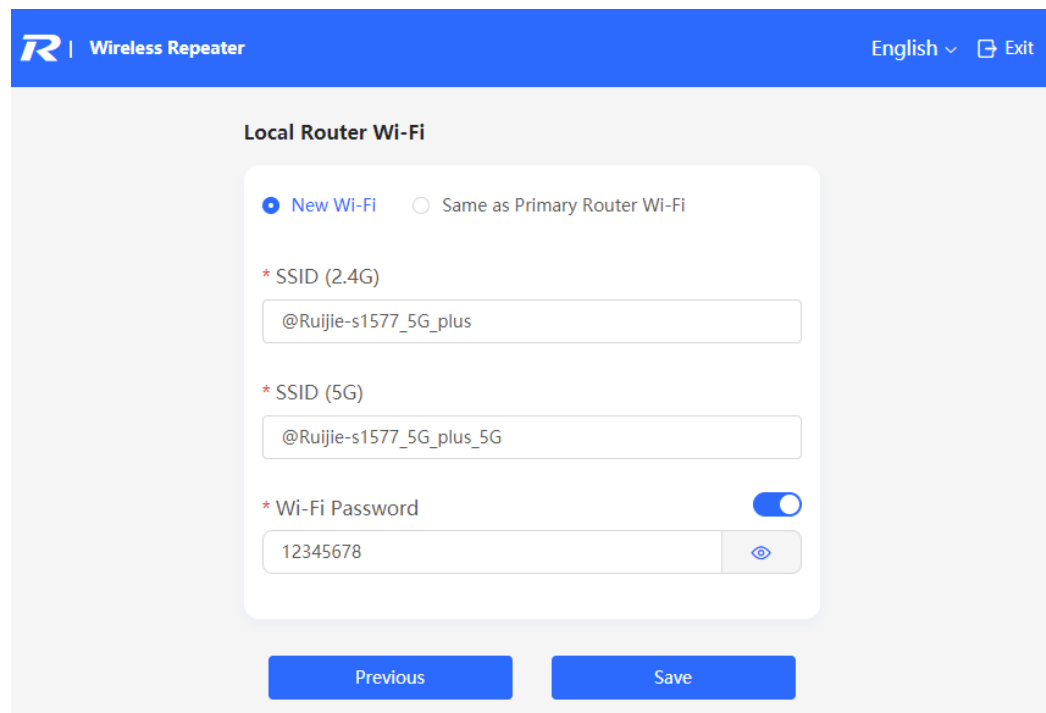 R | Wireless Repeater English Exit
Local Router Wi-Fi
New Wi-Fi Same as Primary Router Wi-Fi
* SSID (2.4G)
@Ruijie-s1577_5G_plus
* SSID (5G)
@Ruijie-s1577_5G_plus_5G
* Wi-Fi Password
12345678
Previous Save